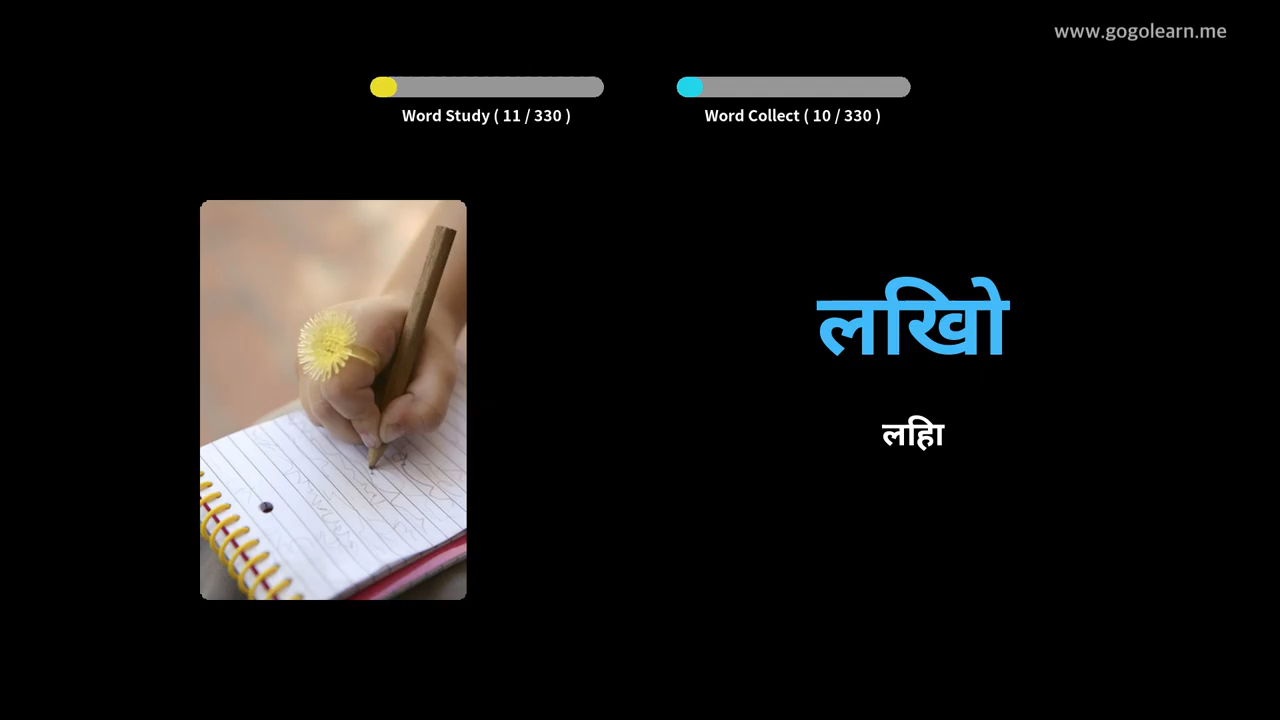 www.gogolearn.me
Word Study ( 11 / 330 )
Word Collect ( 10 / 330 )
लखिो
लहिा